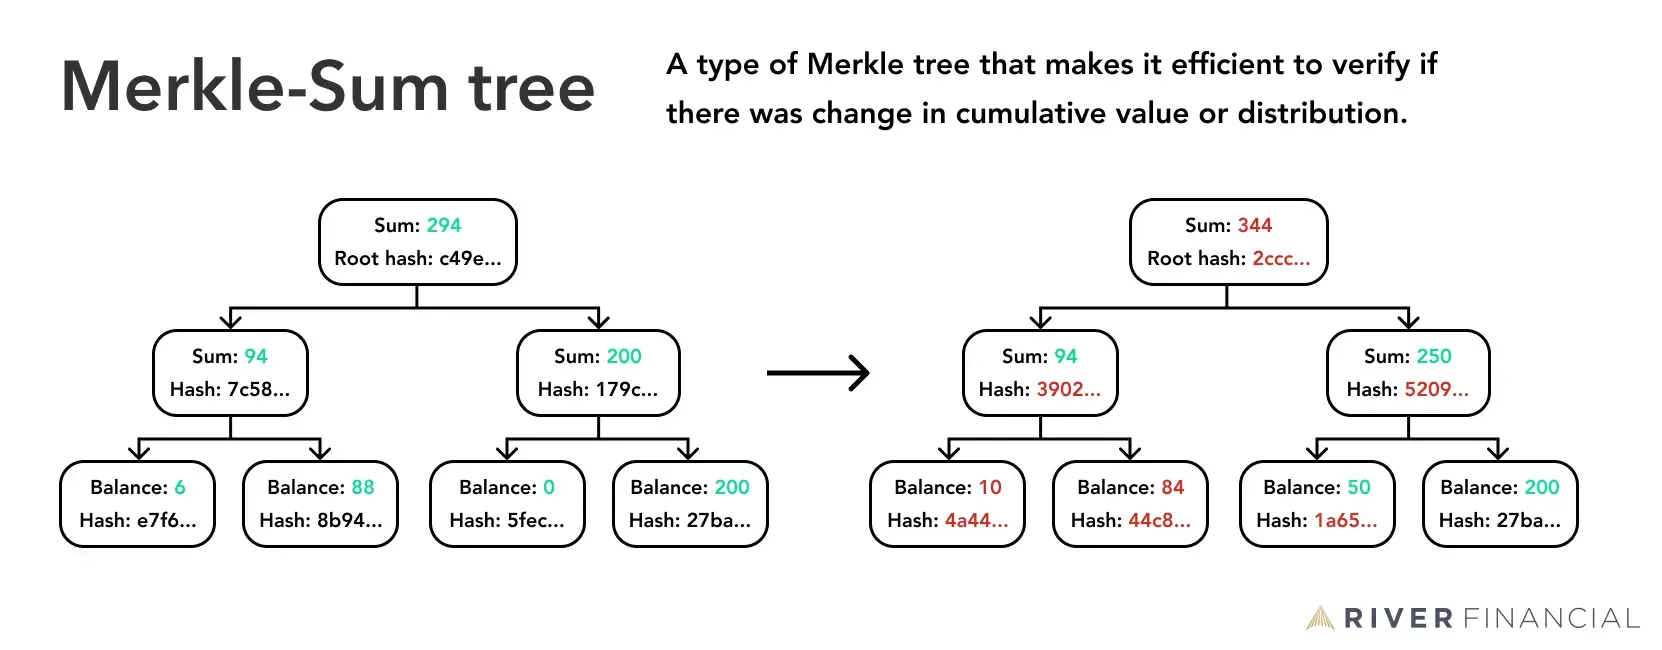 Merkle-Sum tree
A type of Merkle tree that makes it efficient to verify if
there was change in cumulative value or distribution.
Sum: 294
Root hash: c49e...
Sum: 94
Hash: 7c58...
Sum: 200
Hash: 179c...
Balance: 6
Hash: e7f6...
Balance: 88
Hash: 8b94...
Balance: 0
Hash: 5fec...
Balance: 200
Hash: 27ba...
Sum: 344
Root hash: 2ccc...
Sum: 94
Hash: 3902...
Sum: 250
Hash: 5209...
Balance: 10
Hash: 4a44...
Balance: 84
Hash: 44c8...
Balance: 50
Hash: 1a65...
Balance: 200
Hash: 27ba...
RIVER FINANCIAL